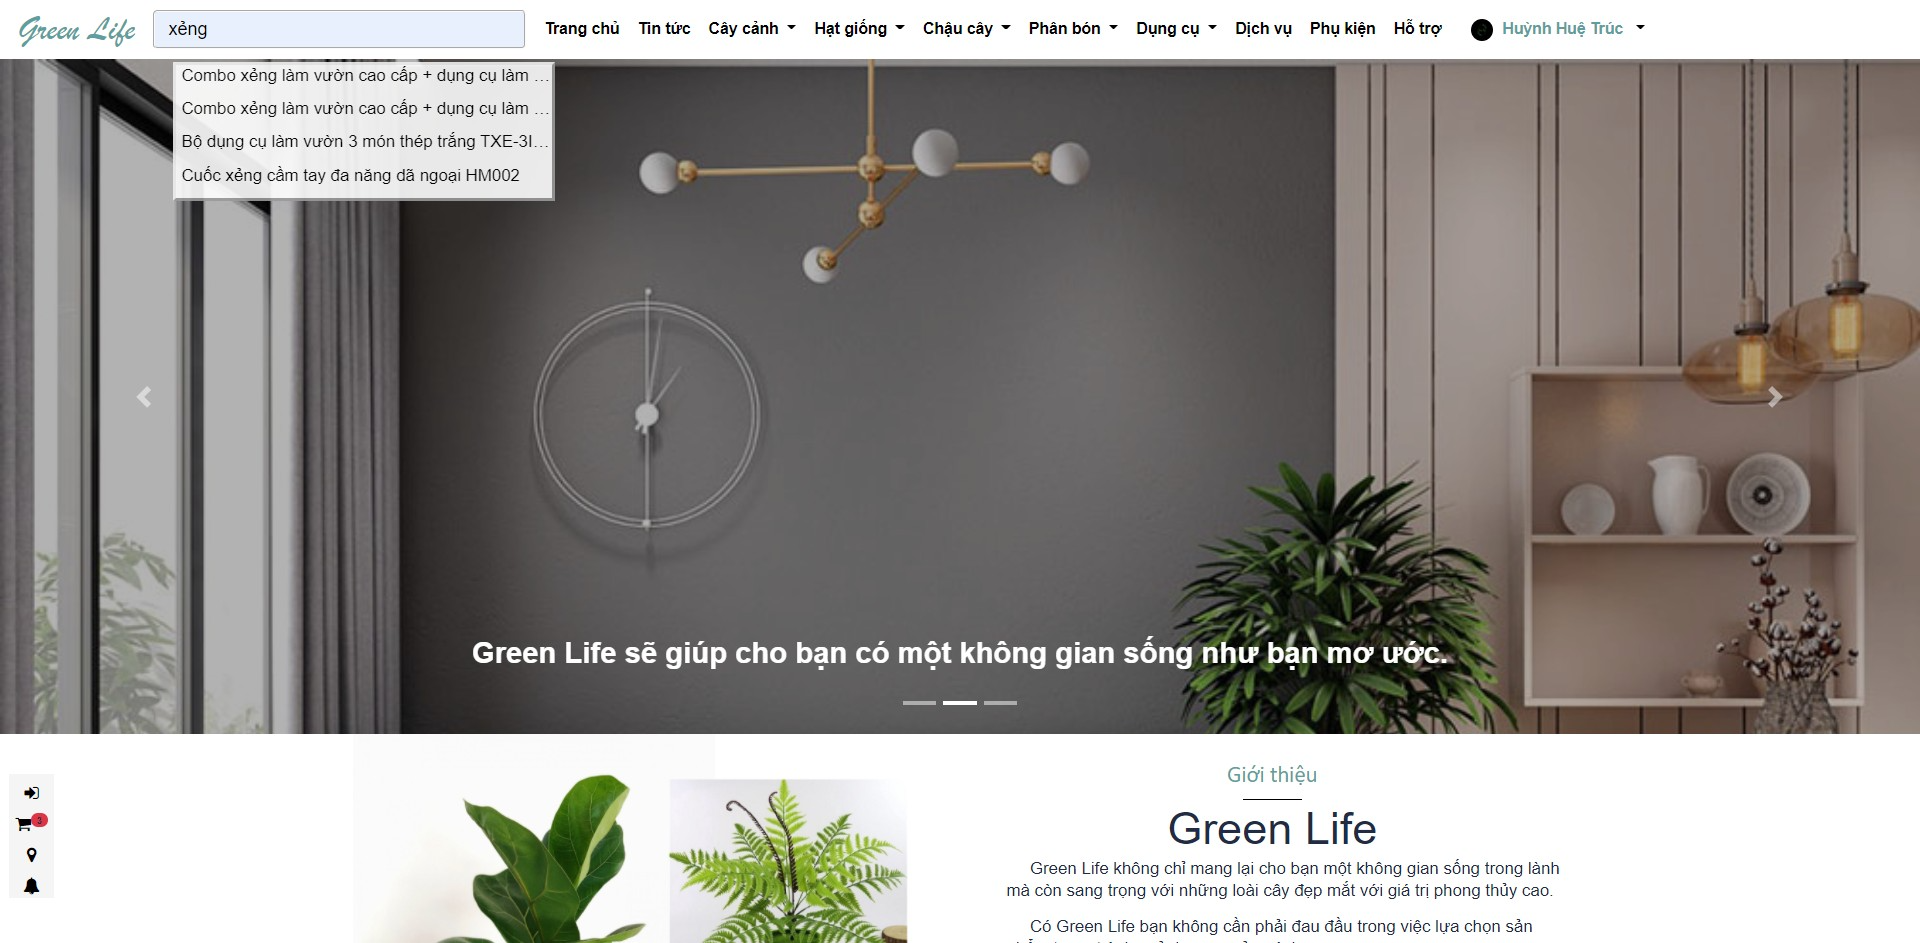 Green Life
xẻng
Trang chủ
Tin tức
Cây cảnh
Hạt giống
Chậu cây
Phân bón
Dụng cụ
Dịch vụ
Phụ kiện
Hỗ trợ
Huỳnh Huệ Trúc
Combo xẻng làm vườn cao cấp + dụng cụ làm ...
Combo xẻng làm vườn cao cấp + dụng cụ làm ...
Bộ dụng cụ làm vườn 3 món thép trắng TXE-3I...
Cuốc xẻng cầm tay đa năng dã ngoại HM002
Green Life sẽ giúp cho bạn có một không gian sống như bạn mơ ước.
3
Giới thiệu
Green Life
Green Life không chỉ mang lại cho bạn một không gian sống trong lành
mà còn sang trọng với những loài cây đẹp mắt với giá trị phong thủy cao.
Có Green Life bạn không cần phải đau đầu trong việc lựa chọn sản